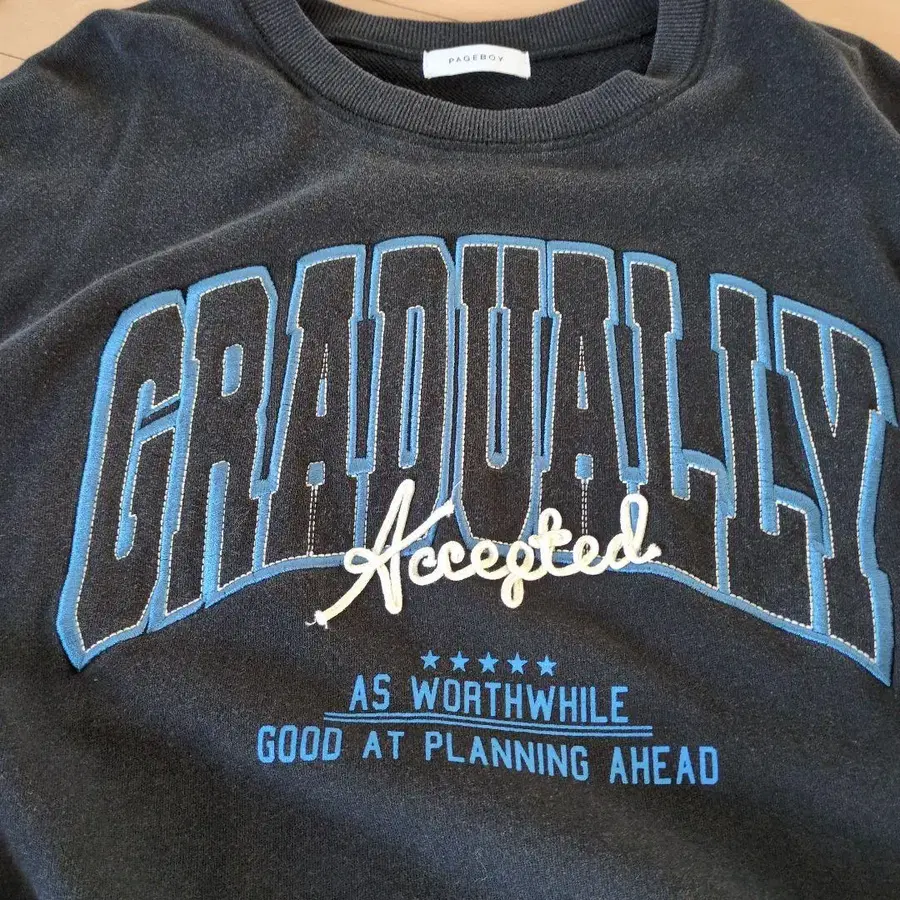 PAGEBOY
GRADUALLY
Accepted
★★★★★
AS WORTHWHILE
GOOD AT PLANNING AHEAD